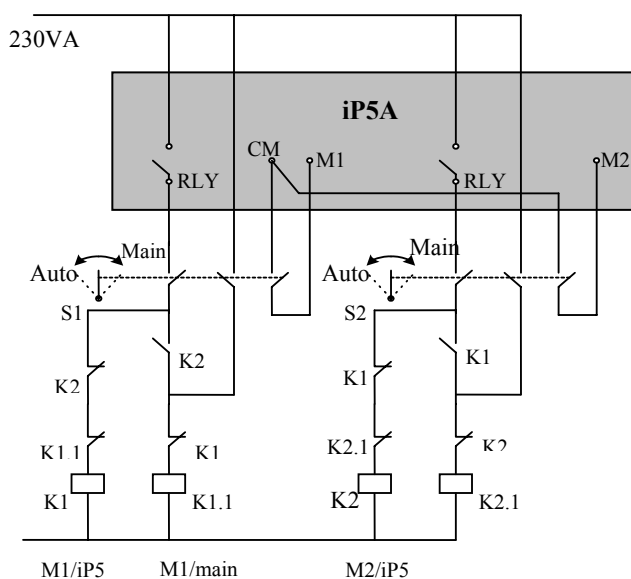 230VA
iP5A
CM
M1
M2
RLY
RLY
Main
Main
Auto
Auto
S1
S2
K2
K1
K2
K1
K1.1
K1
K2.1
K2
K1
K1.1
K2
K2.1
M1/iP5
M1/main
M2/iP5